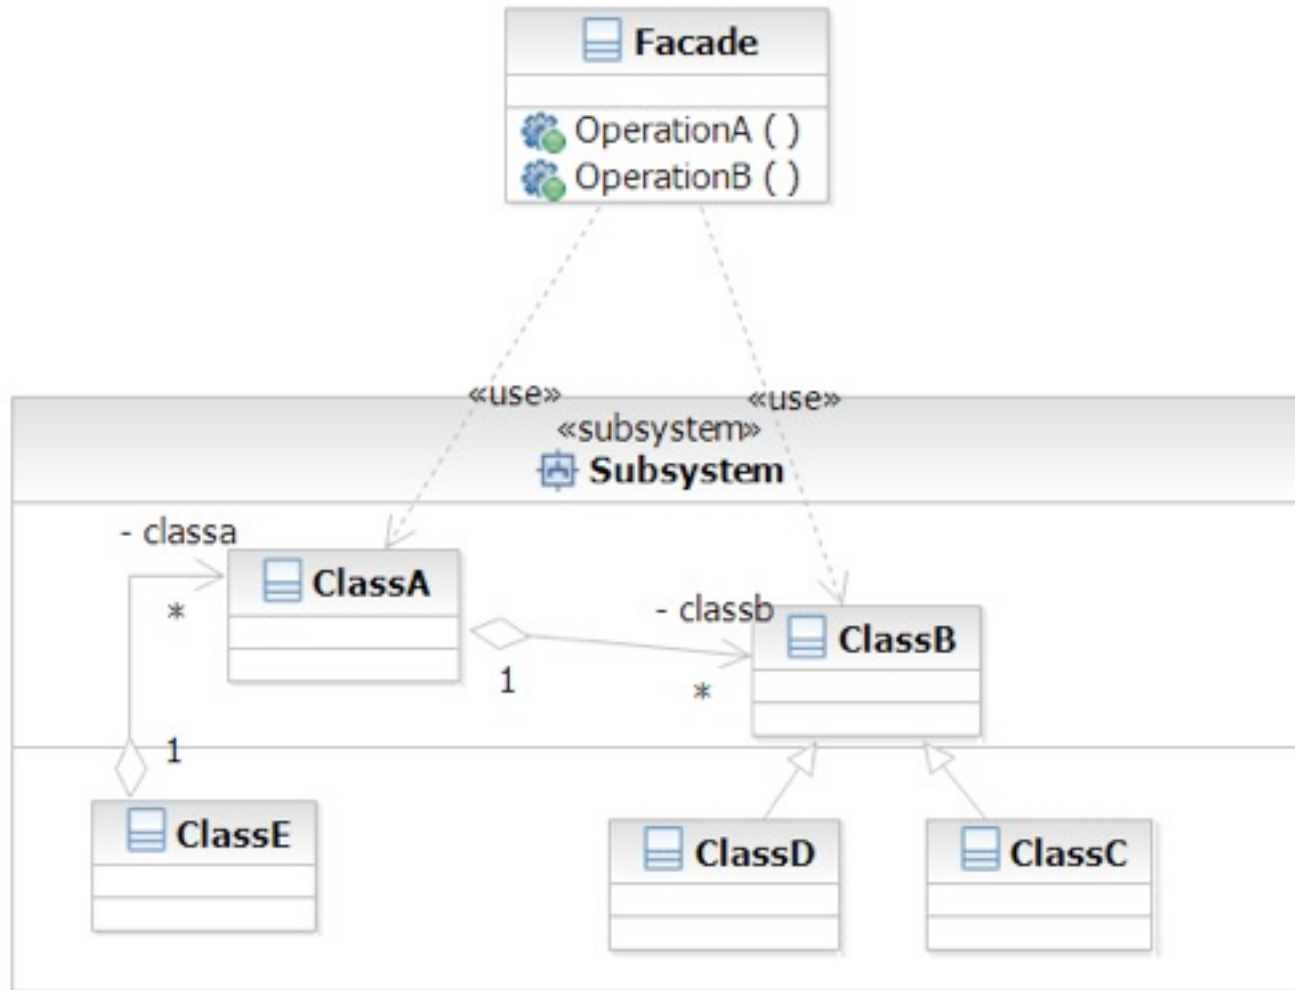 Facade
OperationA ( )
OperationB ( )
«use»
«use»
«subsystem»
Subsystem
- classa
*
ClassA
1
- classb
*
ClassB
1
ClassE
ClassD
ClassC